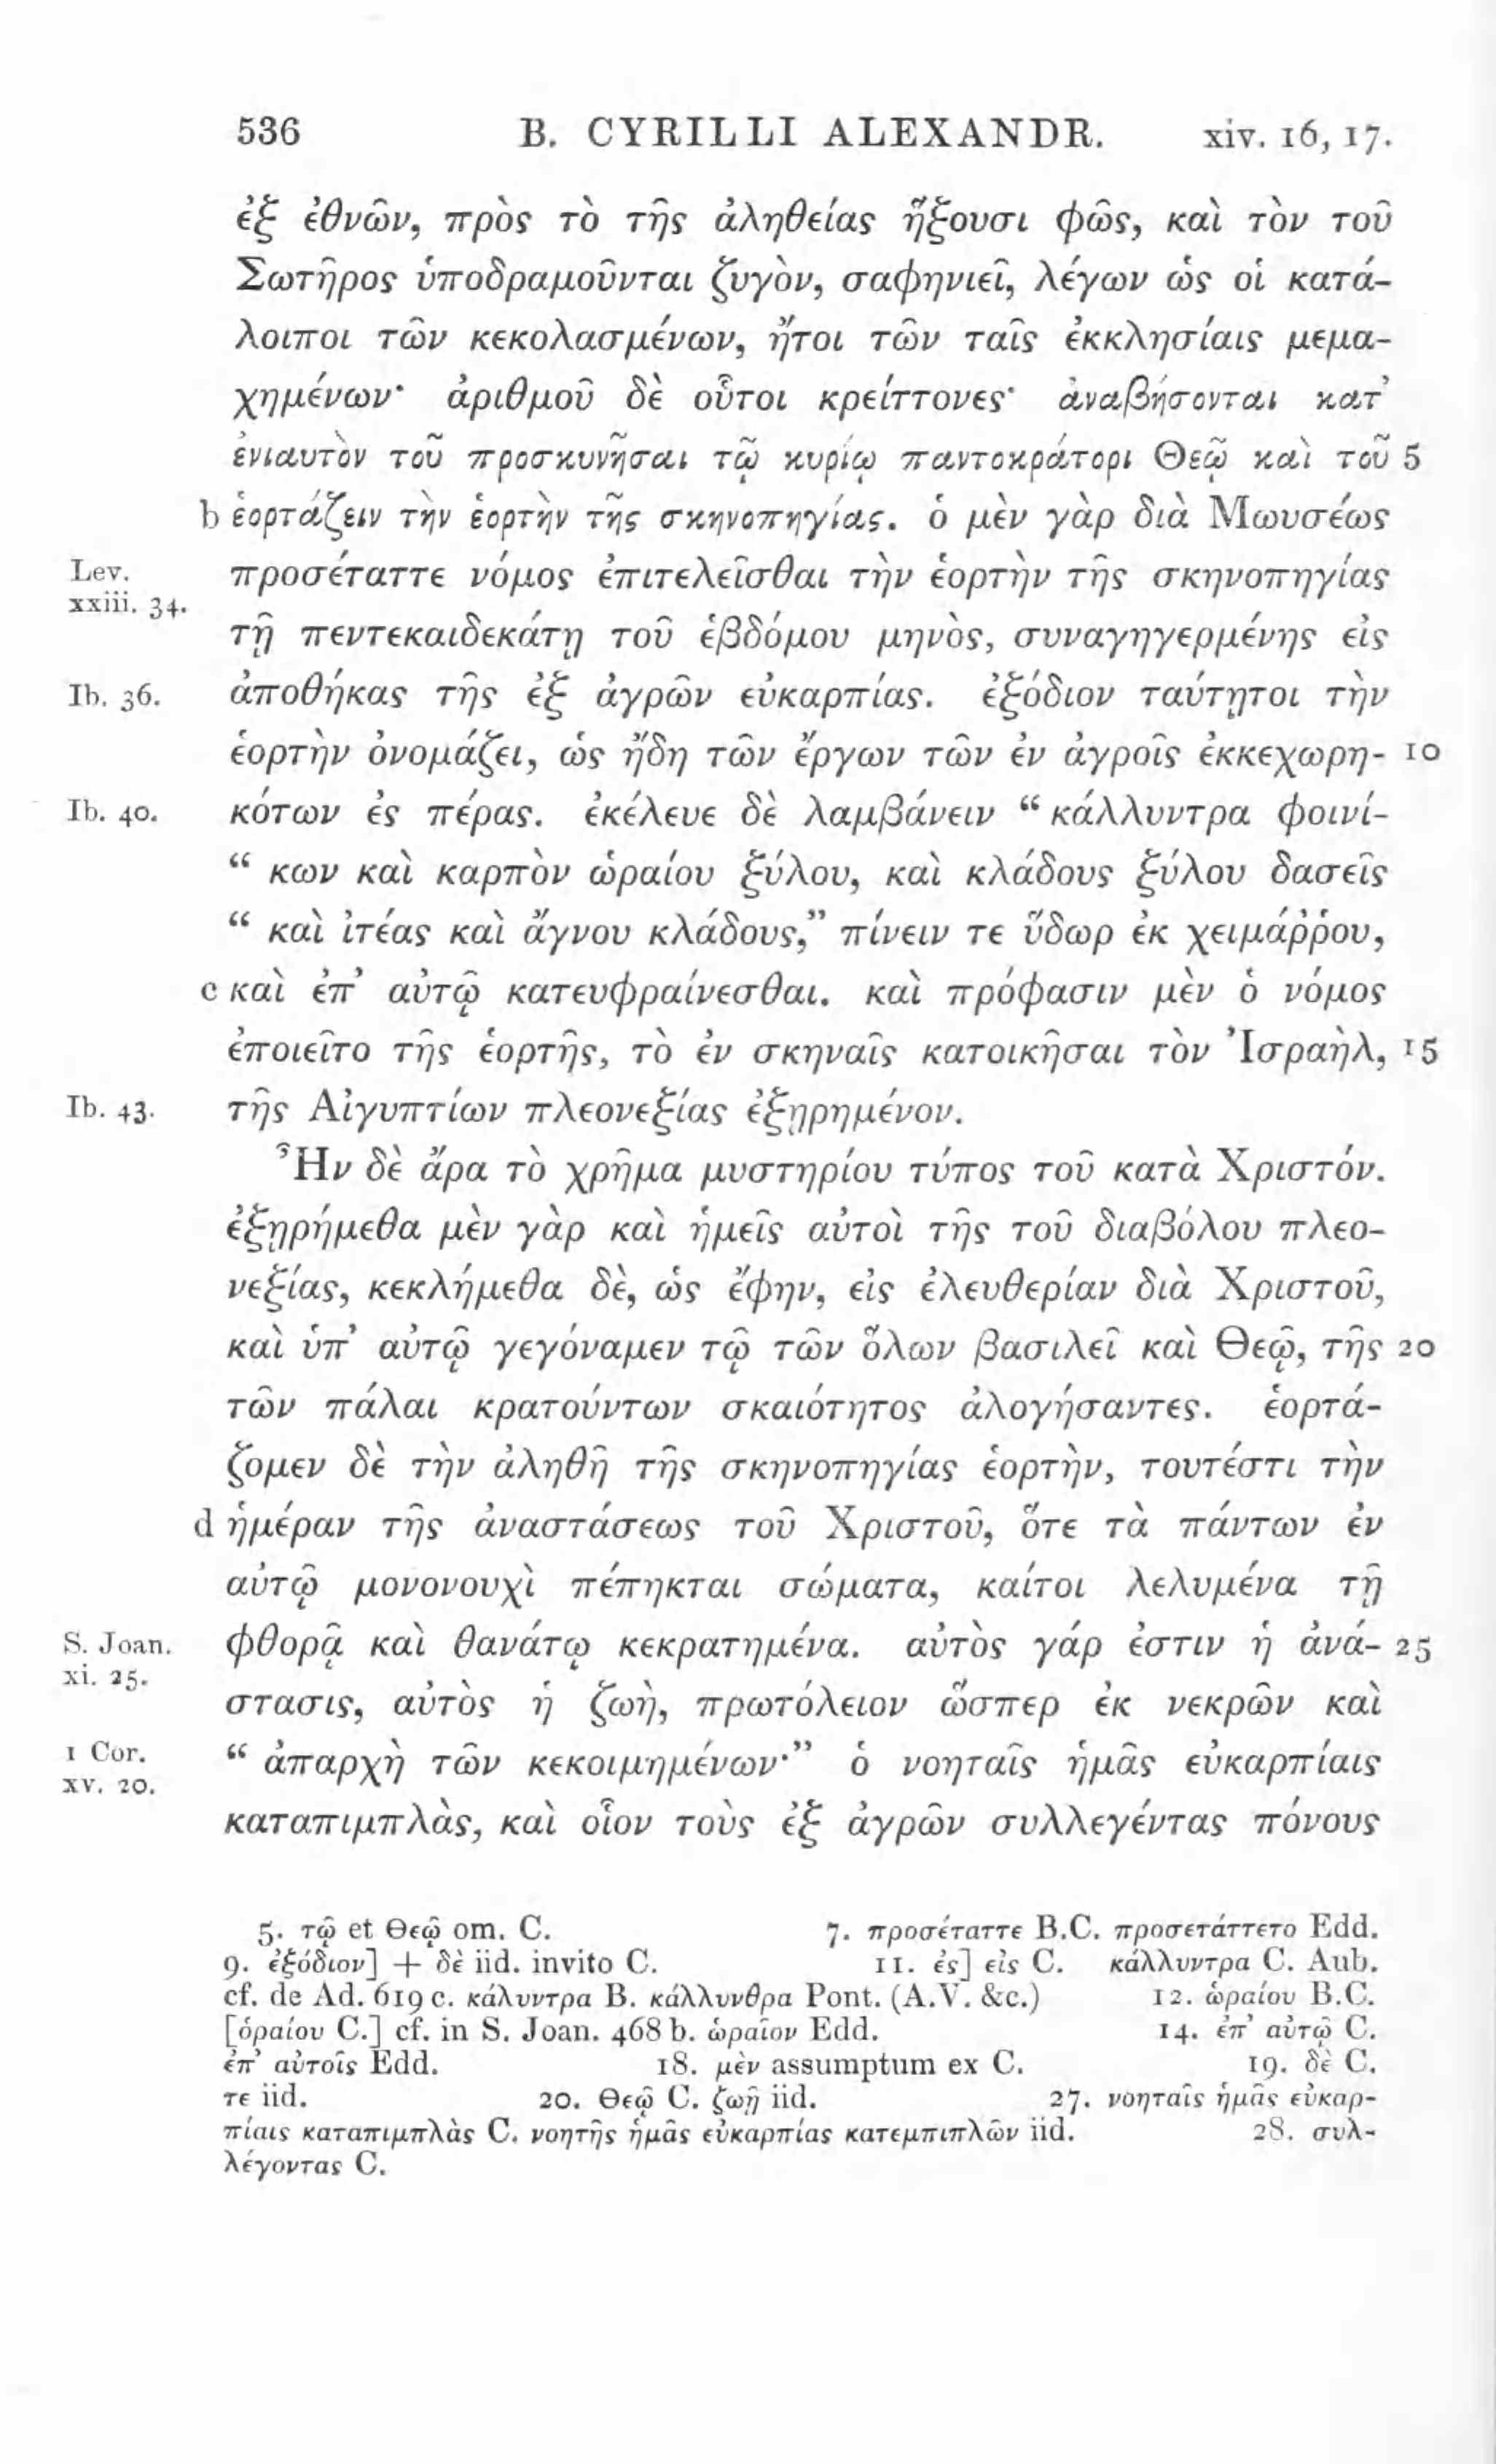 536 B. CYRILLI ALEXANDR. xiv. 16, 17.
ἐξ ἐθνῶν, πρὸς τὸ τῆς ἀληθείας ἥξουσι φῶς, καὶ τὸν τοῦ
Σωτῆρος ὑποδραμοῦνται ζυγὸν, σαφηνιεῖ, λέγων ὡς οἱ κατά-
λοιποι τῶν κεκολασμένων, ἤτοι τῶν ταῖς ἐκκλησίαις μεμα-
χημένων· ἀριθμοῦ δὲ οὗτοι κρείττονες· ἀναβήσονται κατ’
ἐνιαυτὸν τοῦ προσκυνῆσαι τῷ κυρίῳ παντοκράτορι Θεῷ καὶ τοῦ 5
b ἑορτάζειν τὴν ἑορτὴν τῆς σκηνοπηγίας. ὁ μὲν γὰρ διὰ Μωυσέως
Lev. xxiii. 34. προσέταττε νόμος ἐπιτελεῖσθαι τὴν ἑορτὴν τῆς σκηνοπηγίας
τῇ πεντεκαιδεκάτῃ τοῦ ἑβδόμου μηνὸς, συναγηγερμένης εἰς
Ib. 36. ἀποθήκας τῆς ἐξ ἀγρῶν εὐκαρπίας. ἐξόδιον ταύτῃτοι τὴν
ἑορτὴν ὀνομάζει, ὡς ἤδη τῶν ἔργων τῶν ἐν ἀγροῖς ἐκκεχωρη- 10
Ib. 40. κότων ἐς πέρας. ἐκέλευε δὲ λαμβάνειν “ κάλλυντρα φοινί-
“ κων καὶ καρπὸν ὡραίου ξύλου, καὶ κλάδους ξύλου δασεῖς
“ καὶ ἰτέας καὶ ἄγνου κλάδους,” πίνειν τε ὕδωρ ἐκ χειμάῤῥου,
c καὶ ἐπ’ αὐτῷ κατευφραίνεσθαι. καὶ πρόφασιν μὲν ὁ νόμος
ἐποιεῖτο τῆς ἑορτῆς, τὸ ἐν σκηναῖς κατοικῆσαι τὸν Ἰσραὴλ, 15
Ib. 43. τῆς Αἰγυπτίων πλεονεξίας ἐξῃρημένον.
Ἦν δὲ ἄρα τὸ χρῆμα μυστηρίου τύπος τοῦ κατὰ Χριστόν.
ἐξῃρήμεθα μὲν γὰρ καὶ ἡμεῖς αὐτοὶ τῆς τοῦ διαβόλου πλεο-
νεξίας, κεκλήμεθα δὲ, ὡς ἔφην, εἰς ἐλευθερίαν διὰ Χριστοῦ,
καὶ ὑπ’ αὐτῷ γεγόναμεν τῷ τῶν ὅλων βασιλεῖ καὶ Θεῷ, τῆς 20
τῶν πάλαι κρατούντων σκαιότητος ἀλογήσαντες. ἑορτά-
ζομεν δὲ τὴν ἀληθῆ τῆς σκηνοπηγίας ἑορτὴν, τουτέστι τὴν
d ἡμέραν τῆς ἀναστάσεως τοῦ Χριστοῦ, ὅτε τὰ πάντων ἐν
αὐτῷ μονονουχὶ πέπηκται σώματα, καίτοι λελυμένα τῇ
S. Joan. xi. 25. φθορᾷ καὶ θανάτῳ κεκρατημένα. αὐτὸς γάρ ἐστιν ἡ ἀνά- 25
στασις, αὐτὸς ἡ ζωὴ, πρωτόλειον ὥσπερ ἐκ νεκρῶν καὶ
1 Cor. xv. 20. “ ἀπαρχὴ τῶν κεκοιμημένων·” ὁ νοηταῖς ἡμᾶς εὐκαρπίαις
καταπιμπλὰς, καὶ οἷον τοὺς ἐξ ἀγρῶν συλλεγέντας πόνους
5. τῷ et Θεῷ om. C. 7. προσέταττε B.C. προσετάττετο Edd.
9. ἐξόδιον] + δὲ iid. invito C. 11. ἐς] εἰς C. κάλλυντρα C. Aub.
cf. de Ad. 619 c. κάλυντρα B. κάλλυνθρα Pont. (A.V. &c.) 12. ὡραίου B.C.
[ὁραίου C.] cf. in S. Joan. 468 b. ὡραῖον Edd. 14. ἐπ’ αὐτῷ C.
ἐπ’ αὐτοῖς Edd. 18. μὲν assumptum ex C. 19. δὲ C.
τε iid. 20. Θεῷ C. ζωῇ iid. 27. νοηταῖς ἡμᾶς εὐκαρ-
πίαις καταπιμπλὰς C. νοητῆς ἡμᾶς εὐκαρπίας κατεμπιπλῶν iid. 28. συλ-
λέγοντας C.